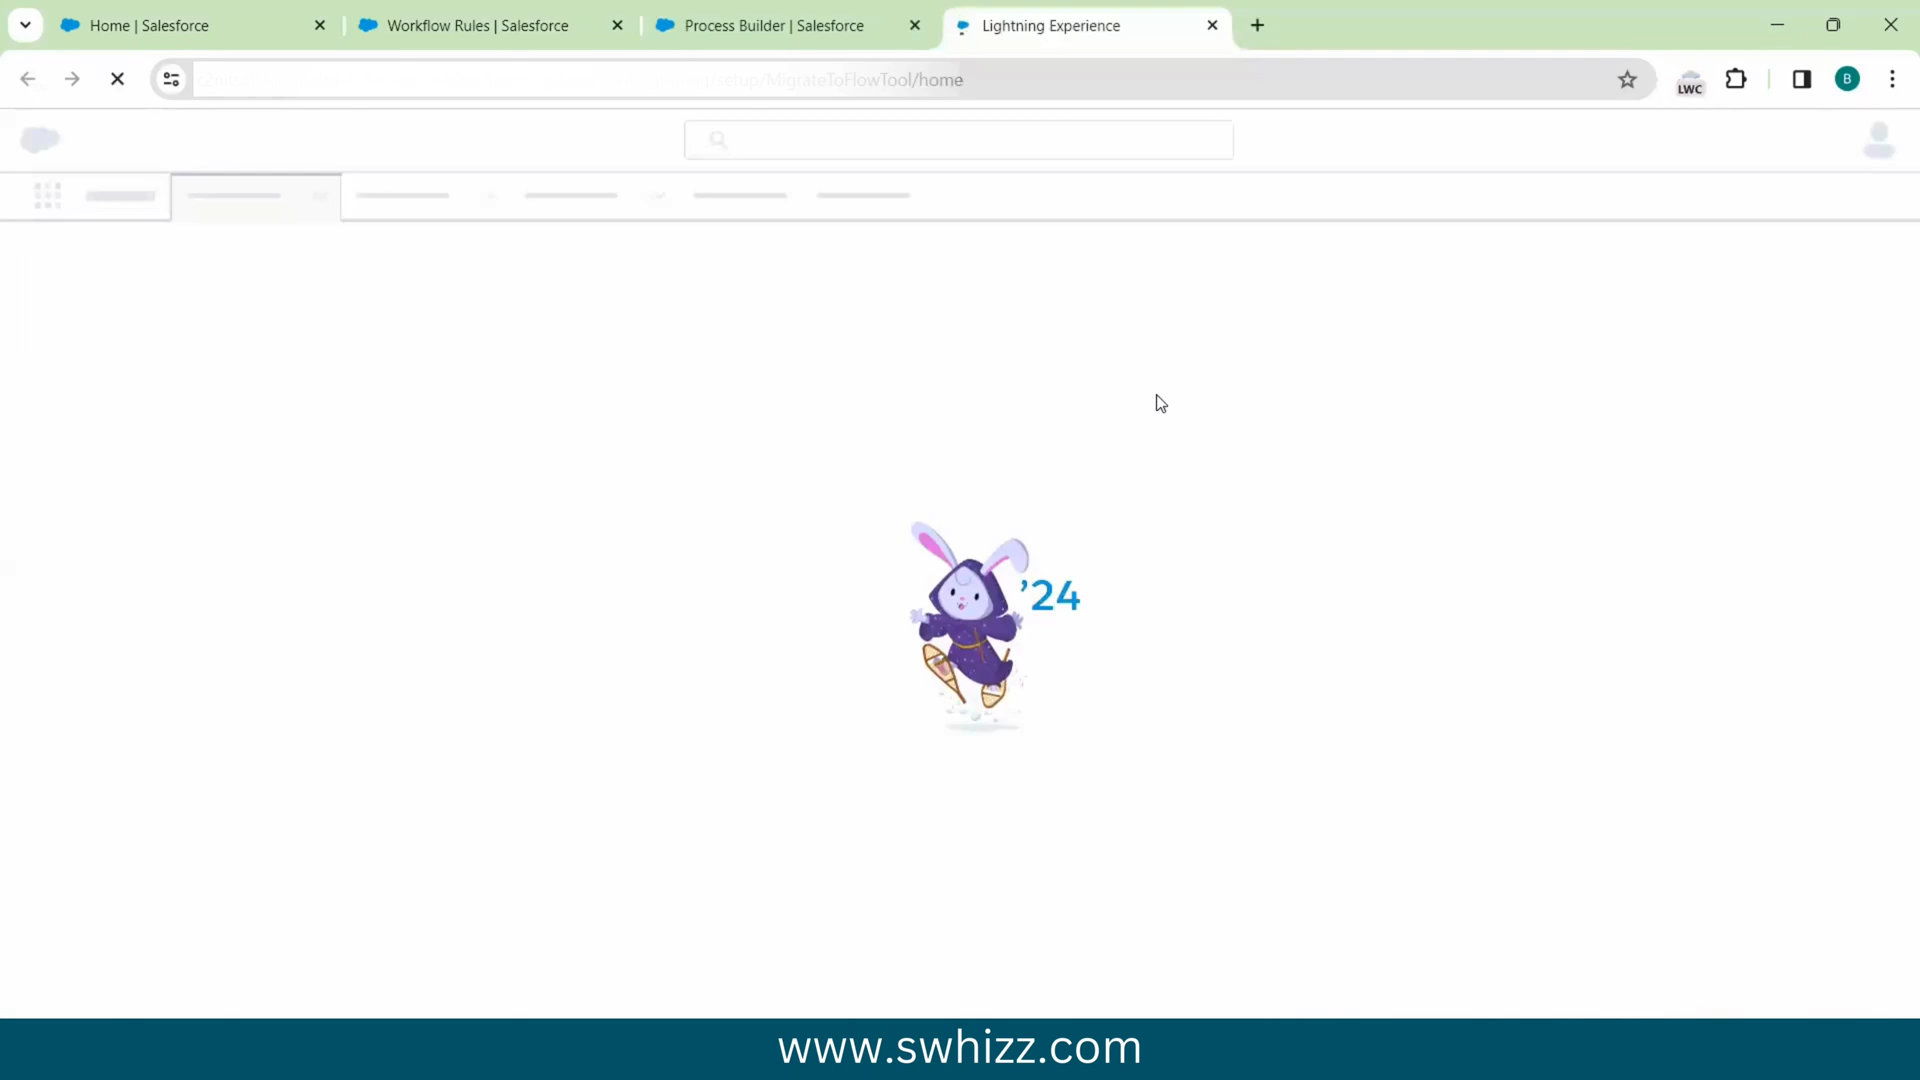 Home | Salesforce
Workflow Rules | Salesforce
Process Builder | Salesforce
Lightning Experience
/setup/MigrateToFlowTool/home
LWC
B
'24
www.swhizz.com